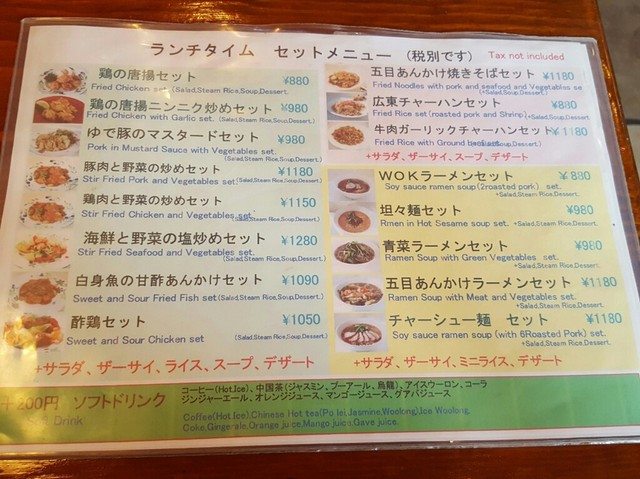 ランチタイム セットメニュー （税別です） Tax not included
鶏の唐揚セット ¥880
Fried Chicken set (Salad,Steam Rice,Soup,Dessert.)
鶏の唐揚ニンニク炒めセット ¥980
Fried Chicken with Garlic set. (Salad,Steam Rice,Soup,Dessert.)
ゆで豚のマスタードセット ¥980
Pork in Mustard Sauce with Vegetables set.
(Salad,Steam Rice,Soup,Dessert.)
豚肉と野菜の炒めセット ¥1180
Stir Fried Pork and Vegetables set. (Salad,Steam Rice,Soup,Dessert.)
鶏肉と野菜の炒めセット ¥1150
Stir Fried Chicken and Vegetables set. (Salad,Steam Rice,Soup,Dessert.)
海鮮と野菜の塩炒めセット ¥1280
Stir Fried Seafood and Vegetables set. (Salad,Steam Rice,Soup,Dessert.)
白身魚の甘酢あんかけセット ¥1090
Sweet and Sour Fried Fish set (Salad,Steam Rice,Soup,Dessert.)
酢鶏セット ¥1050
Sweet and Sour Chicken set (Salad,Steam Rice,Soup,Dessert.)
+サラダ、ザーサイ、ライス、スープ、デザート
五目あんかけ焼きそばセット ¥1180
Fried Noodles with pork and seafood and Vegetables set
+Salad,Soup,Dessert.
広東チャーハンセット ¥880
Fried Rice set(roasted pork and Shrimp)
+Salad,Soup,Dessert.
牛肉ガーリックチャーハンセット ¥1180
Fried Rice with Ground set.
+サラダ、ザーサイ、スープ、デザート
WOKラーメンセット ¥880
Soy sauce ramen soup(2roasted pork) set.
+Salad,Steam Rice,Dessert.
坦々麺セット ¥980
Rmen in Hot Sesame soup set. +Salad,Steam Rice,Dessert.
青菜ラーメンセット ¥980
Ramen Soup with Green Vegetables set.
+Salad,Steam Rice,Dessert.
五目あんかけラーメンセット ¥1180
Ramen Soup with Meat and Vegetables set.
+Salad,Steam Rice,Dessert.
チャーシュー麺 セット ¥1180
Soy sauce ramen soup (with 6Roasted Pork) set.
+Salad,Steam Rice,Dessert.
+サラダ、ザーサイ、ミニライス、デザート
+200円 ソフトドリンク
Soft Drink
コーヒー(Hot,Ice)、中国茶(ジャスミン、プーアール、烏龍)、アイスウーロン、コーラ
ジンジャーエール、オレンジジュース、マンゴージュース、グアバジュース
Coffee(Hot,Ice),Chinese Hot tea(Po lei,Jasmine,Woolong),Ice Woolong,
Coke,Gingerale,Orange juice,Mango juice,Gave juice.